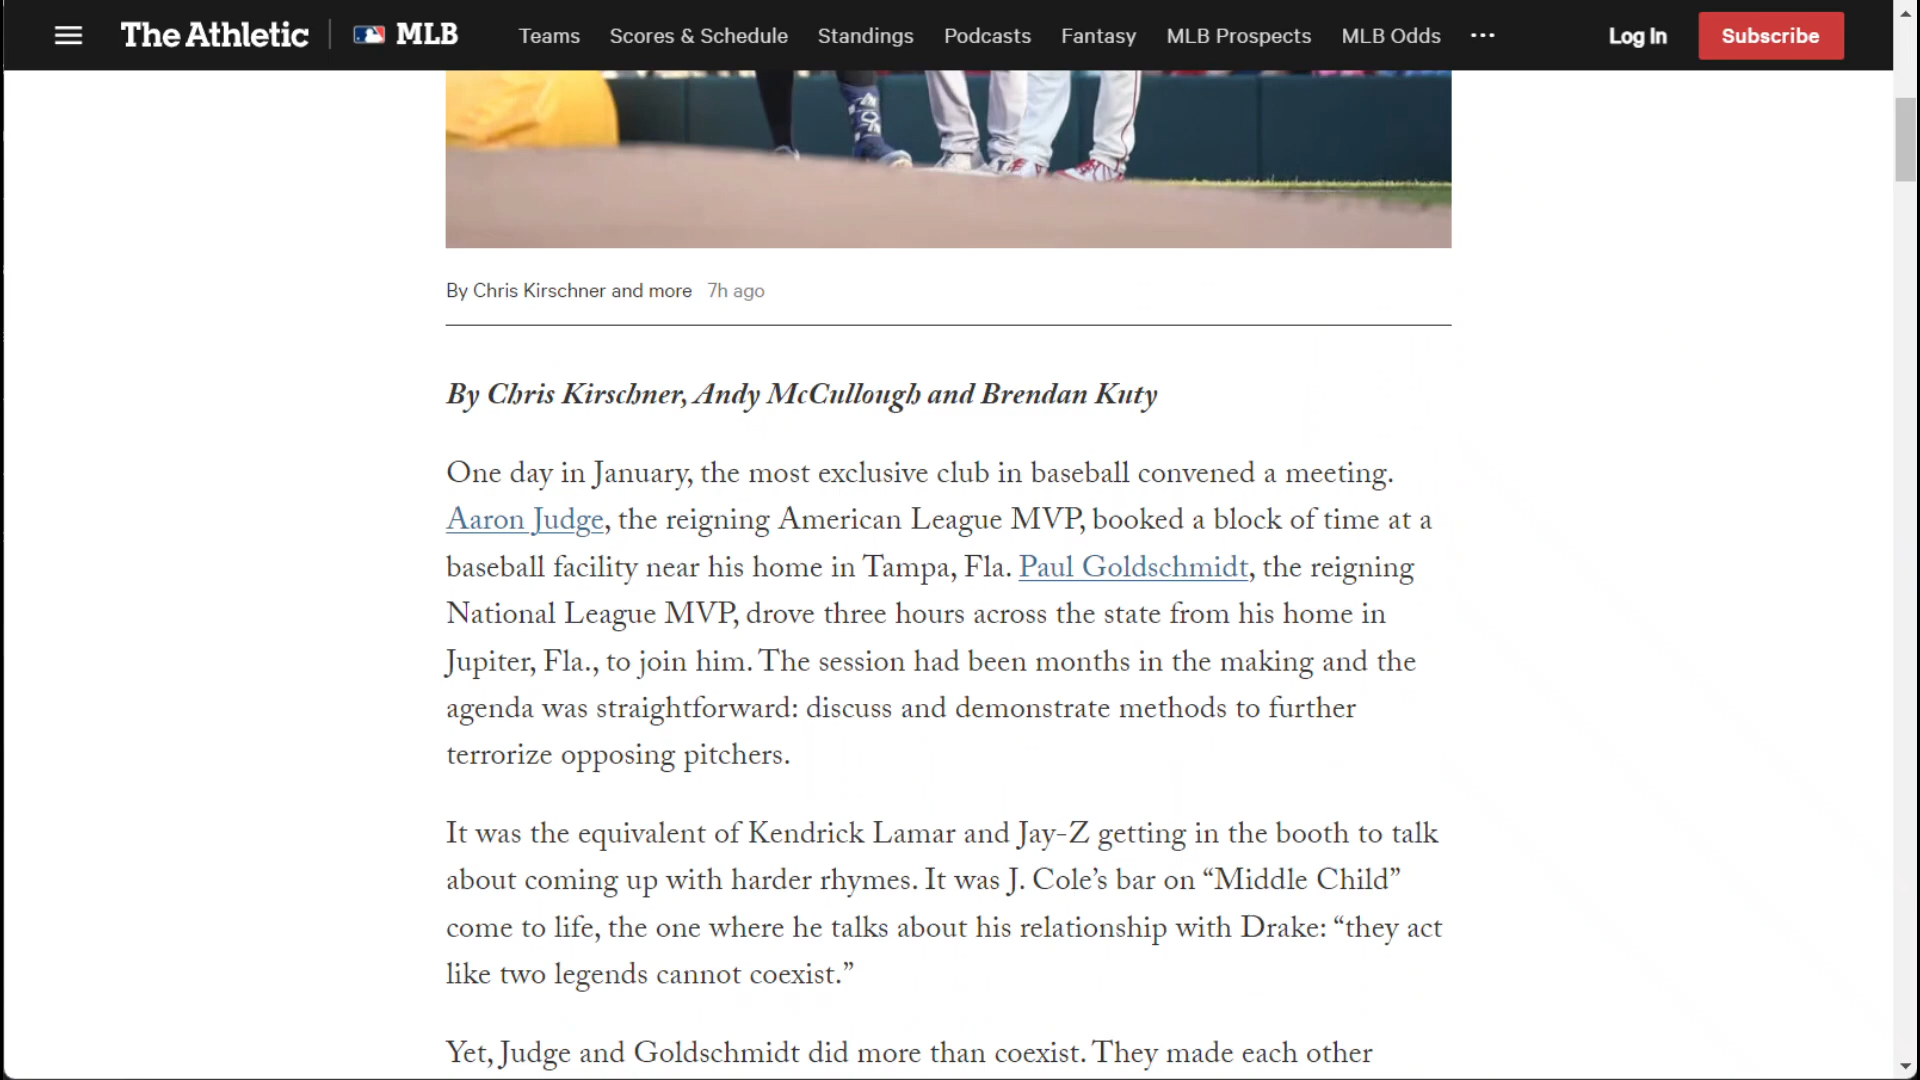 The Athletic MLB Teams Scores & Schedule Standings Podcasts Fantasy MLB Prospects MLB Odds ··· Log In Subscribe
By Chris Kirschner and more 7h ago
By Chris Kirschner, Andy McCullough and Brendan Kuty
One day in January, the most exclusive club in baseball convened a meeting.
Aaron Judge, the reigning American League MVP, booked a block of time at a
baseball facility near his home in Tampa, Fla. Paul Goldschmidt, the reigning
National League MVP, drove three hours across the state from his home in
Jupiter, Fla., to join him. The session had been months in the making and the
agenda was straightforward: discuss and demonstrate methods to further
terrorize opposing pitchers.
It was the equivalent of Kendrick Lamar and Jay-Z getting in the booth to talk
about coming up with harder rhymes. It was J. Cole’s bar on “Middle Child”
come to life, the one where he talks about his relationship with Drake: “they act
like two legends cannot coexist.”
Yet, Judge and Goldschmidt did more than coexist. They made each other